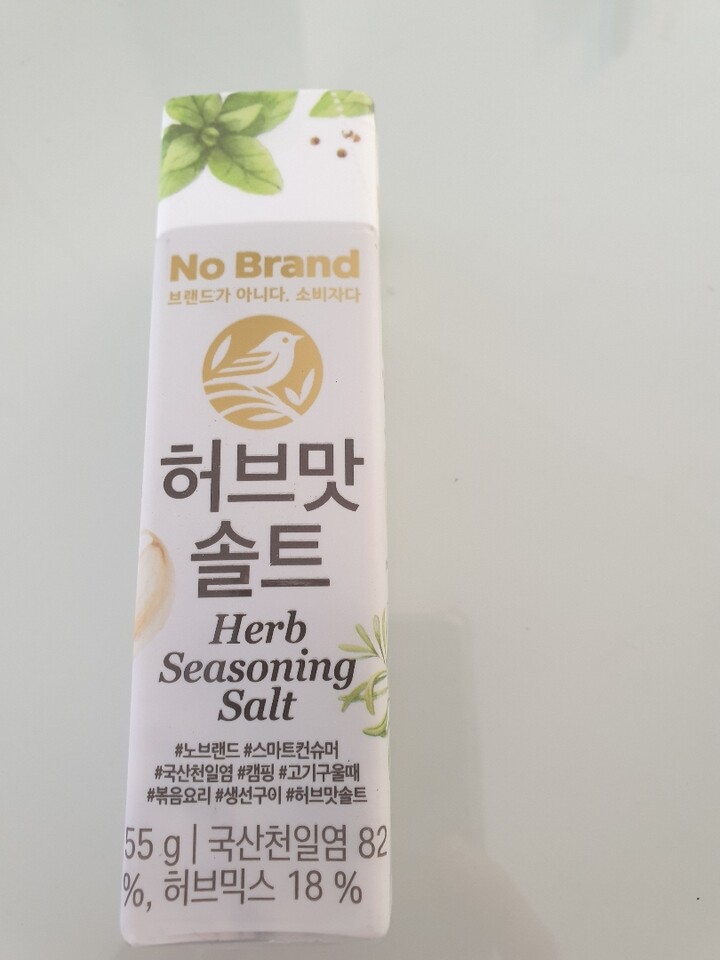 No Brand
브랜드가 아니다. 소비자다
허브맛
솔트
Herb
Seasoning
Salt
#노브랜드 #스마트컨슈머
#국산천일염 #캠핑 #고기구울때
#볶음요리 #생선구이 #허브맛솔트
55 g | 국산천일염 82
%, 허브믹스 18 %